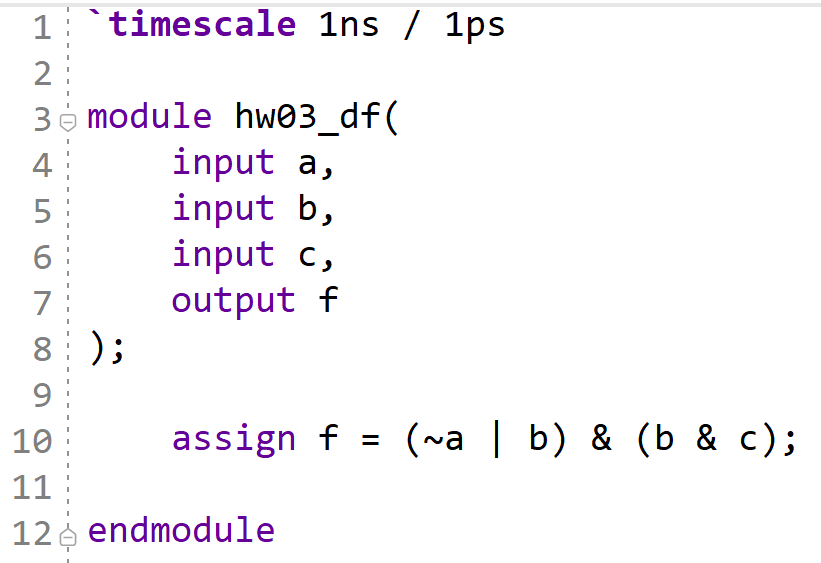 1 `timescale 1ns / 1ps
2
3 module hw03_df(
4     input a,
5     input b,
6     input c,
7     output f
8 );
9
10     assign f = (~a | b) & (b & c);
11
12 endmodule